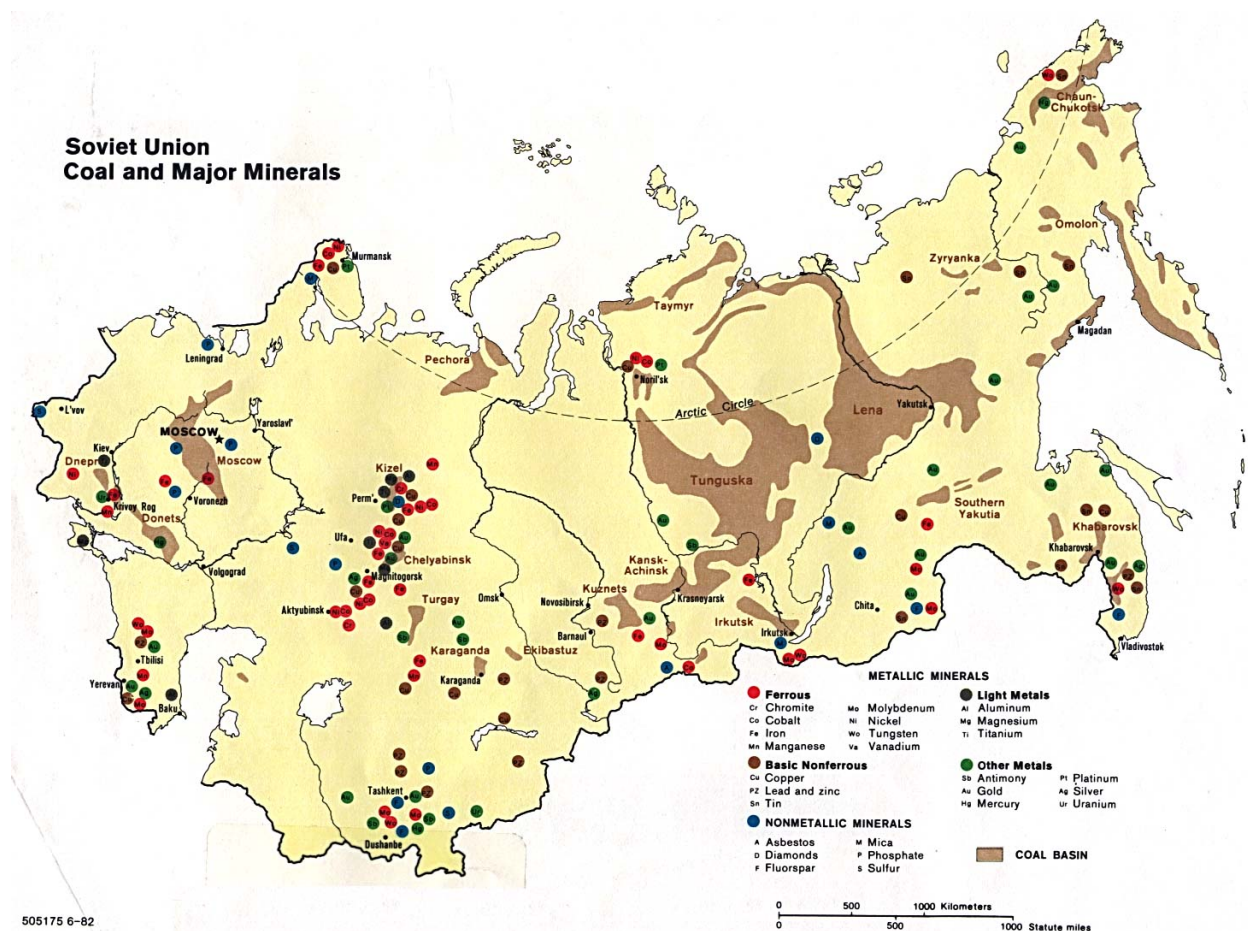 Soviet Union
Coal and Major Minerals
Chaun-
Chukotsk
Omolon
Zyryanka
Murmansk
Taymyr
Magadan
Leningrad
Pechora
Noril'sk
Arctic Circle
Lena
Yakutsk
L'vov
MOSCOW
Yaroslavl'
Kiev
Dnepr
Moscow
Kizel
Perm'
Tunguska
Voronezh
Krivoy Rog
Donets
Southern
Yakutia
Khabarovsk
Khabarovsk
Ufa
Chelyabinsk
Kansk-
Achinsk
Volgograd
Magnitogorsk
Kuznets
Krasnoyarsk
Aktyubinsk
Turgay
Omsk
Novosibirsk
Chita
Irkutsk
Irkutsk
Barnaul
Karaganda
Ekibastuz
Vladivostok
Tbilisi
Karaganda
Yerevan
Baku
Tashkent
Dushanbe
METALLIC MINERALS
Ferrous
Cr Chromite
Co Cobalt
Fe Iron
Mn Manganese
Mo Molybdenum
Ni Nickel
Wo Tungsten
Va Vanadium
Light Metals
Al Aluminum
Mg Magnesium
Ti Titanium
Basic Nonferrous
Cu Copper
PZ Lead and zinc
Sn Tin
Other Metals
Sb Antimony
Au Gold
Hg Mercury
Pt Platinum
Ag Silver
Ur Uranium
NONMETALLIC MINERALS
A Asbestos
D Diamonds
F Fluorspar
M Mica
P Phosphate
S Sulfur
COAL BASIN
0 500 1000 Kilometers
0 500 1000 Statute miles
505175 6-82